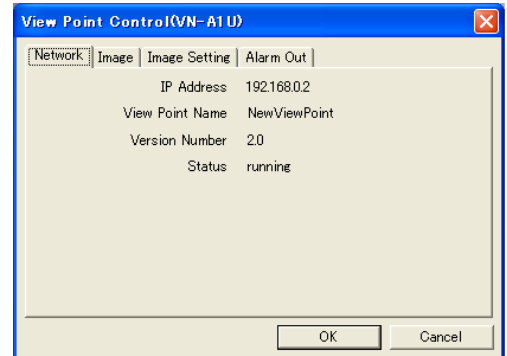 View Point Control(VN-A1U)
Network Image Image Setting Alarm Out
IP Address 192.168.0.2
View Point Name NewViewPoint
Version Number 2.0
Status running
OK Cancel